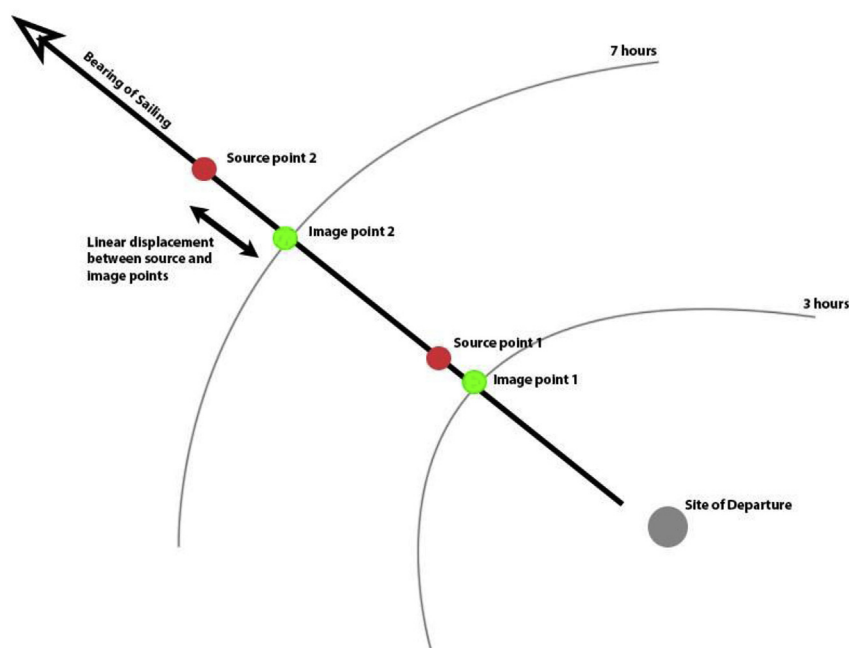 7 hours
Bearing of Sailing
Source point 2
Image point 2
Linear displacement
between source and
image points
3 hours
Source point 1
Image point 1
Site of Departure